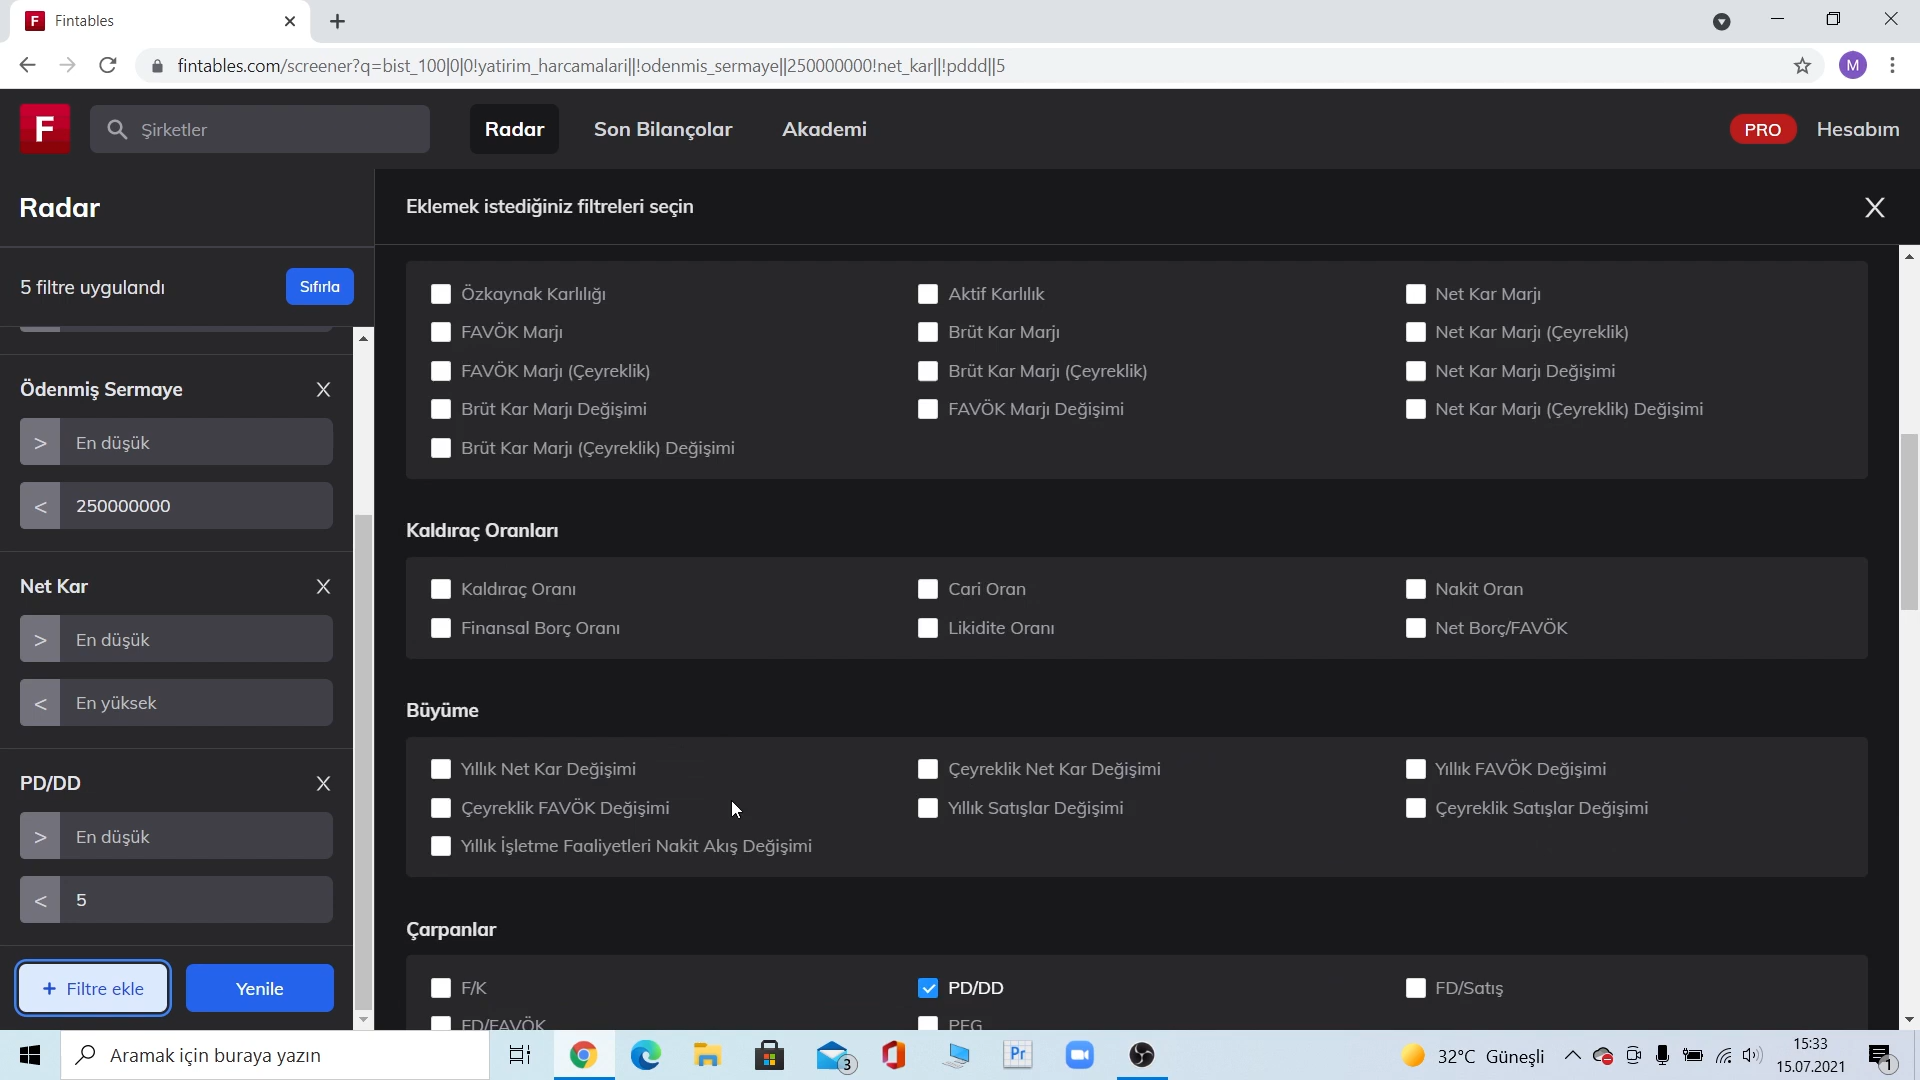 F Fintables
fintables.com/screener?q=bist_100|0|0!yatirim_harcamalari||!odenmis_sermaye||250000000!net_kar||!pddd||5
M
F
Şirketler
Radar
Son Bilançolar
Akademi
PRO
Hesabım
Radar
Eklemek istediğiniz filtreleri seçin
X
5 filtre uygulandı
Sıfırla
Ödenmiş Sermaye X
> En düşük
< 250000000
Net Kar X
> En düşük
< En yüksek
PD/DD X
> En düşük
< 5
+ Filtre ekle
Yenile
Özkaynak Karlılığı
Aktif Karlılık
Net Kar Marjı
FAVÖK Marjı
Brüt Kar Marjı
Net Kar Marjı (Çeyreklik)
FAVÖK Marjı (Çeyreklik)
Brüt Kar Marjı (Çeyreklik)
Net Kar Marjı Değişimi
Brüt Kar Marjı Değişimi
FAVÖK Marjı Değişimi
Net Kar Marjı (Çeyreklik) Değişimi
Brüt Kar Marjı (Çeyreklik) Değişimi
Kaldıraç Oranları
Kaldıraç Oranı
Cari Oran
Nakit Oran
Finansal Borç Oranı
Likidite Oranı
Net Borç/FAVÖK
Büyüme
Yıllık Net Kar Değişimi
Çeyreklik Net Kar Değişimi
Yıllık FAVÖK Değişimi
Çeyreklik FAVÖK Değişimi
Yıllık Satışlar Değişimi
Çeyreklik Satışlar Değişimi
Yıllık İşletme Faaliyetleri Nakit Akış Değişimi
Çarpanlar
F/K
PD/DD
FD/Satış
FD/FAVÖK
PEG
Aramak için buraya yazın
3
Pr
32°C Güneşli
15:33
15.07.2021
1